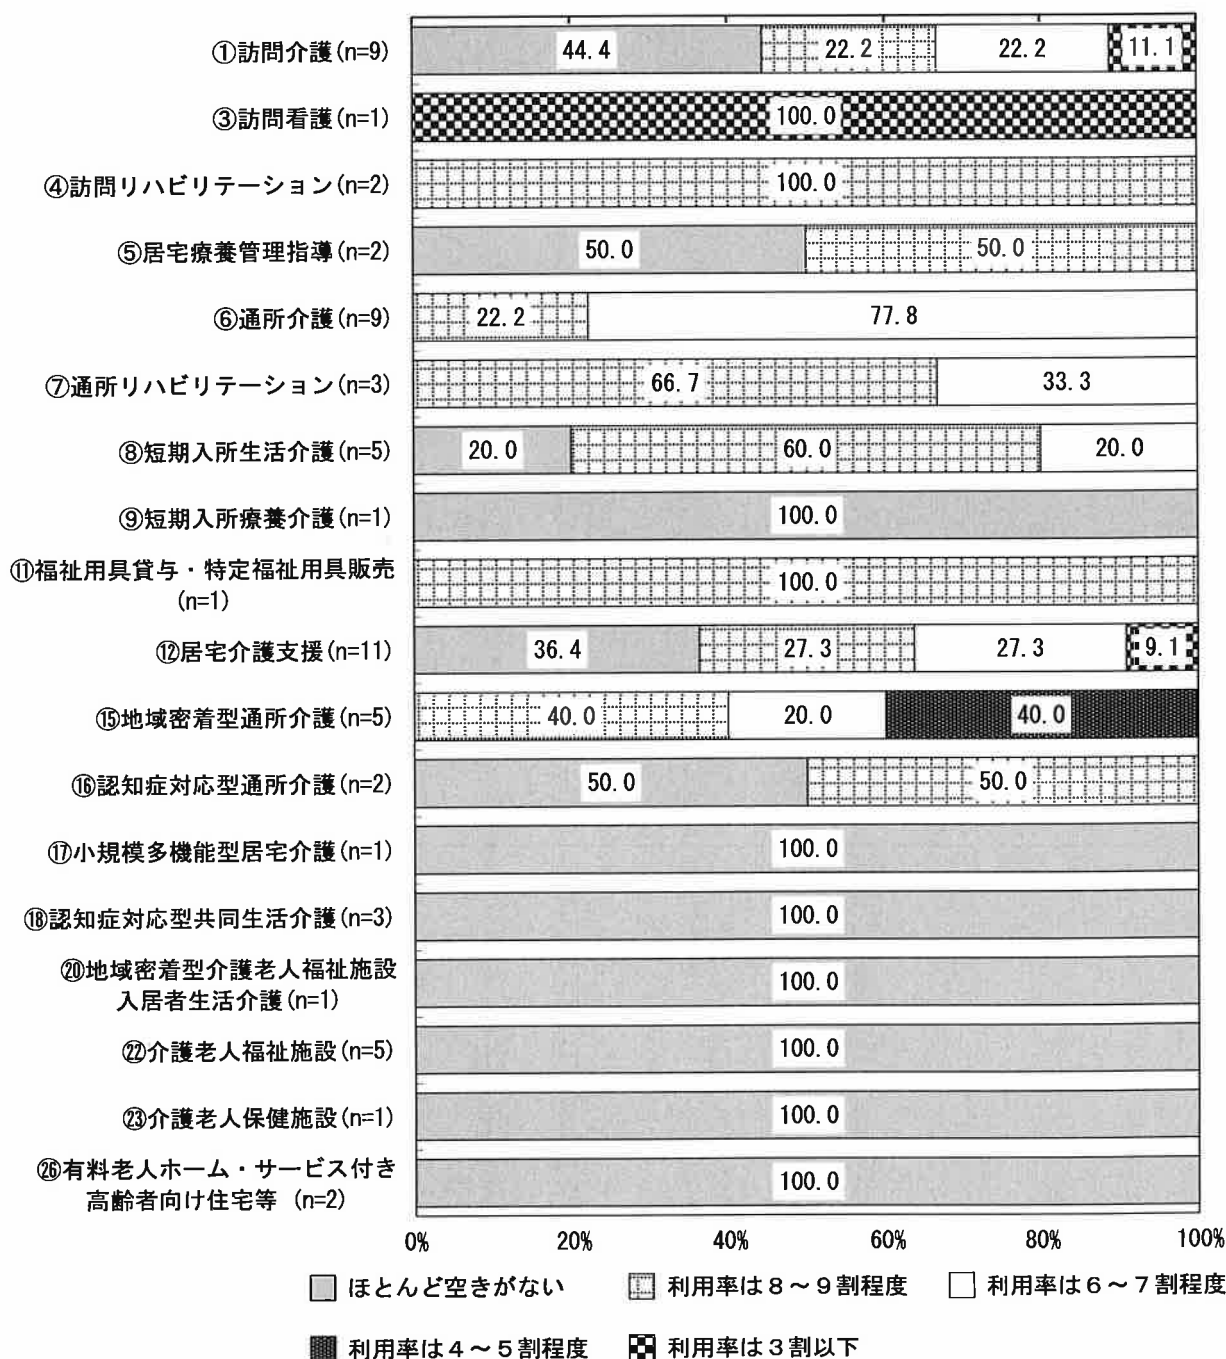 ①訪問介護(n=9) 44.4 22.2 22.2 11.1
③訪問看護(n=1) 100.0
④訪問リハビリテーション(n=2) 100.0
⑤居宅療養管理指導(n=2) 50.0 50.0
⑥通所介護(n=9) 22.2 77.8
⑦通所リハビリテーション(n=3) 66.7 33.3
⑧短期入所生活介護(n=5) 20.0 60.0 20.0
⑨短期入所療養介護(n=1) 100.0
⑪福祉用具貸与・特定福祉用具販売
(n=1) 100.0
⑫居宅介護支援(n=11) 36.4 27.3 27.3 9.1
⑮地域密着型通所介護(n=5) 40.0 20.0 40.0
⑯認知症対応型通所介護(n=2) 50.0 50.0
⑰小規模多機能型居宅介護(n=1) 100.0
⑱認知症対応型共同生活介護(n=3) 100.0
⑳地域密着型介護老人福祉施設
入居者生活介護(n=1) 100.0
㉒介護老人福祉施設(n=5) 100.0
㉓介護老人保健施設(n=1) 100.0
㉖有料老人ホーム・サービス付き
高齢者向け住宅等 (n=2) 100.0
0% 20% 40% 60% 80% 100%
ほとんど空きがない 利用率は８～９割程度 利用率は６～７割程度
利用率は４～５割程度 利用率は３割以下